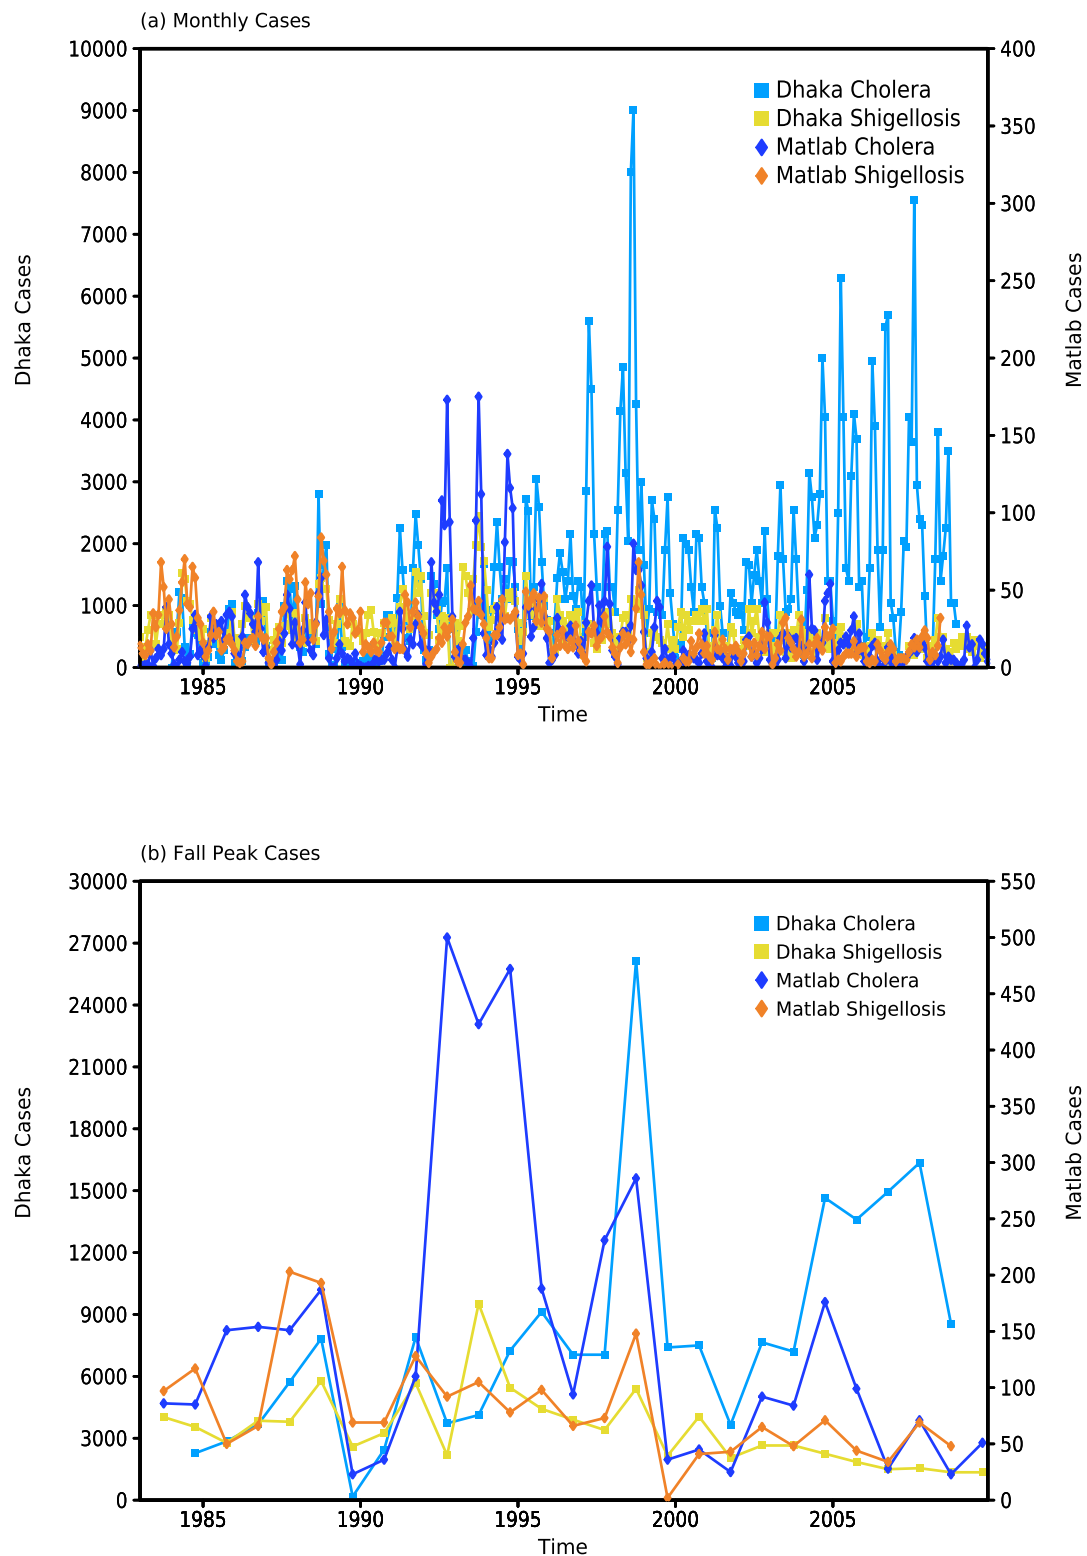 (a) Monthly Cases
10000
9000
8000
7000
6000
5000
4000
3000
2000
1000
0
400
350
300
250
200
150
100
50
0
Dhaka Cholera
Dhaka Shigellosis
Matlab Cholera
Matlab Shigellosis
Dhaka Cases
Matlab Cases
1985 1990 1995 2000 2005
Time
(b) Fall Peak Cases
30000
27000
24000
21000
18000
15000
12000
9000
6000
3000
0
550
500
450
400
350
300
250
200
150
100
50
0
Dhaka Cholera
Dhaka Shigellosis
Matlab Cholera
Matlab Shigellosis
Dhaka Cases
Matlab Cases
1985 1990 1995 2000 2005
Time